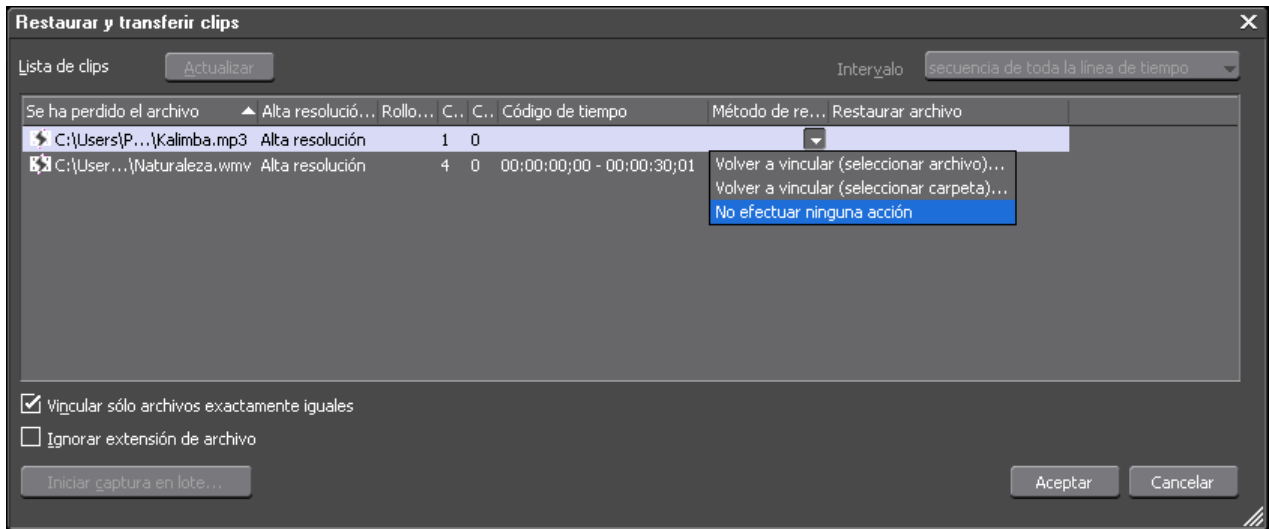 Restaurar y transferir clips
Lista de clips Actualizar Intervalo secuencia de toda la línea de tiempo
Se ha perdido el archivo Alta resolució... Rollo... C.. C.. Código de tiempo Método de re... Restaurar archivo
C:\Users\P...\Kalimba.mp3 Alta resolución 1 0
C:\User...\Naturaleza.wmv Alta resolución 4 0 00:00:00;00 - 00:00:30;01
Volver a vincular (seleccionar archivo)...
Volver a vincular (seleccionar carpeta)...
No efectuar ninguna acción
Vincular sólo archivos exactamente iguales
Ignorar extensión de archivo
Iniciar captura en lote... Aceptar Cancelar